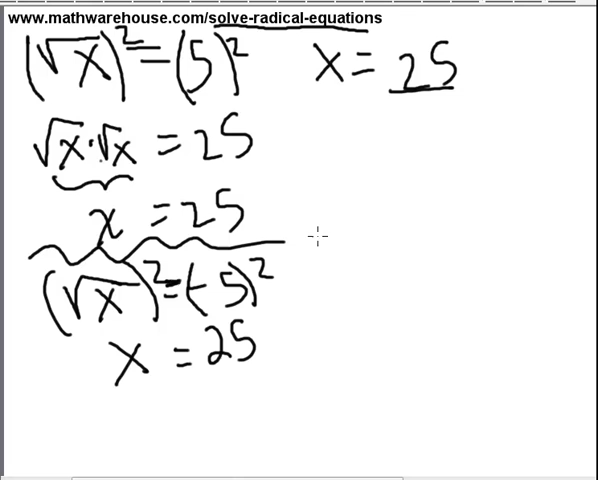 www.mathwarehouse.com/solve-radical-equations
(√x)² = (5)² x = 25
√x · √x = 25
x = 25
(√x)² = (-5)²
x = 25